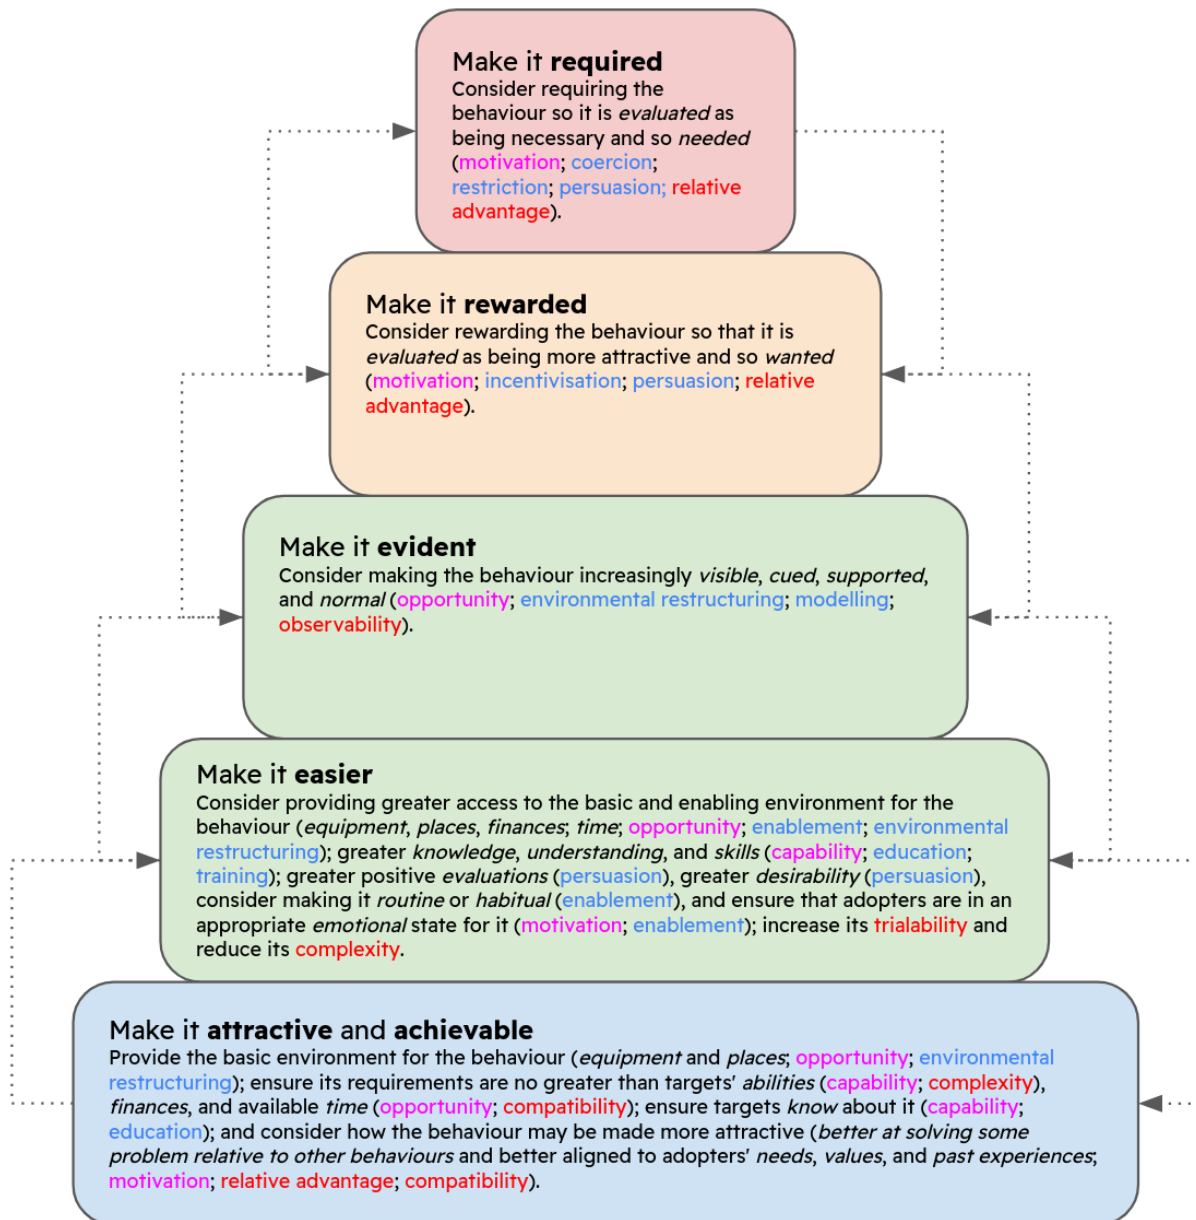 Make it required
Consider requiring the
behaviour so it is evaluated as
being necessary and so needed
(motivation; coercion;
restriction; persuasion; relative
advantage).
Make it rewarded
Consider rewarding the behaviour so that it is
evaluated as being more attractive and so wanted
(motivation; incentivisation; persuasion; relative
advantage).
Make it evident
Consider making the behaviour increasingly visible, cued, supported,
and normal (opportunity; environmental restructuring; modelling;
observability).
Make it easier
Consider providing greater access to the basic and enabling environment for the
behaviour (equipment, places, finances; time; opportunity; enablement; environmental
restructuring); greater knowledge, understanding, and skills (capability; education;
training); greater positive evaluations (persuasion), greater desirability (persuasion),
consider making it routine or habitual (enablement), and ensure that adopters are in an
appropriate emotional state for it (motivation; enablement); increase its trialability and
reduce its complexity.
Make it attractive and achievable
Provide the basic environment for the behaviour (equipment and places; opportunity; environmental
restructuring); ensure its requirements are no greater than targets' abilities (capability; complexity),
finances, and available time (opportunity; compatibility); ensure targets know about it (capability;
education); and consider how the behaviour may be made more attractive (better at solving some
problem relative to other behaviours and better aligned to adopters' needs, values, and past experiences;
motivation; relative advantage; compatibility).